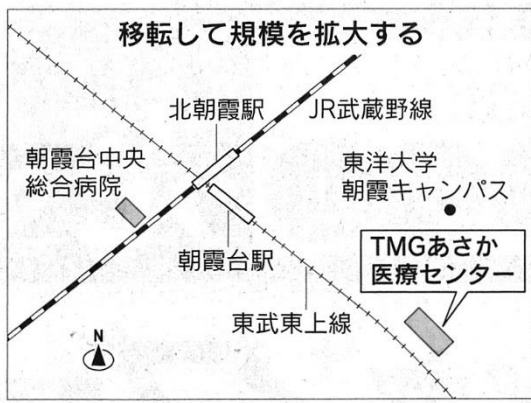 移転して規模を拡大する
北朝霞駅
JR武蔵野線
朝霞台中央
総合病院
東洋大学
朝霞キャンパス
朝霞台駅
TMGあさか
医療センター
東武東上線
N